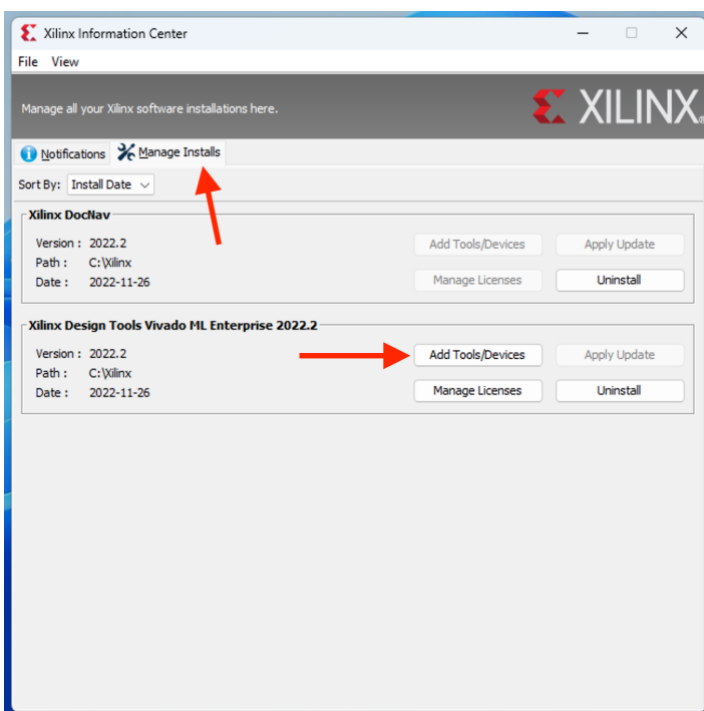 Xilinx Information Center
File View
Manage all your Xilinx software installations here.
XILINX.
Notifications Manage Installs
Sort By: Install Date
Xilinx DocNav
Version : 2022.2 Add Tools/Devices Apply Update
Path : C:\Xilinx
Date : 2022-11-26 Manage Licenses Uninstall
Xilinx Design Tools Vivado ML Enterprise 2022.2
Version : 2022.2 Add Tools/Devices Apply Update
Path : C:\Xilinx
Date : 2022-11-26 Manage Licenses Uninstall